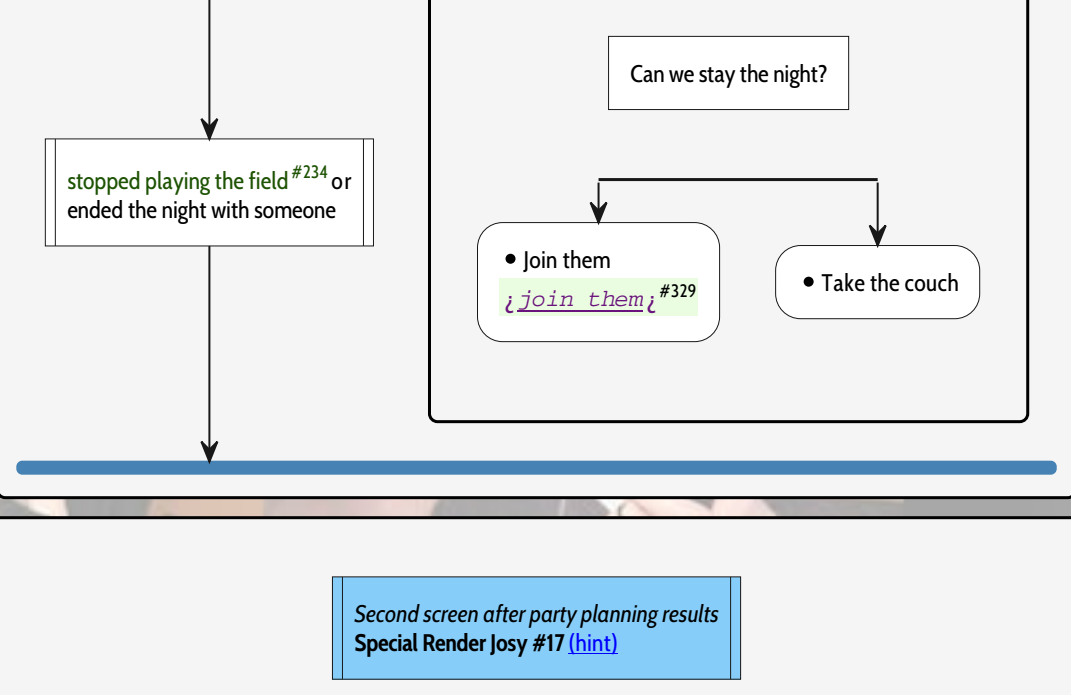 Can we stay the night?
stopped playing the field #234 or
ended the night with someone
• Join them
¿join them¿ #329
• Take the couch
Second screen after party planning results
Special Render Josy #17 (hint)